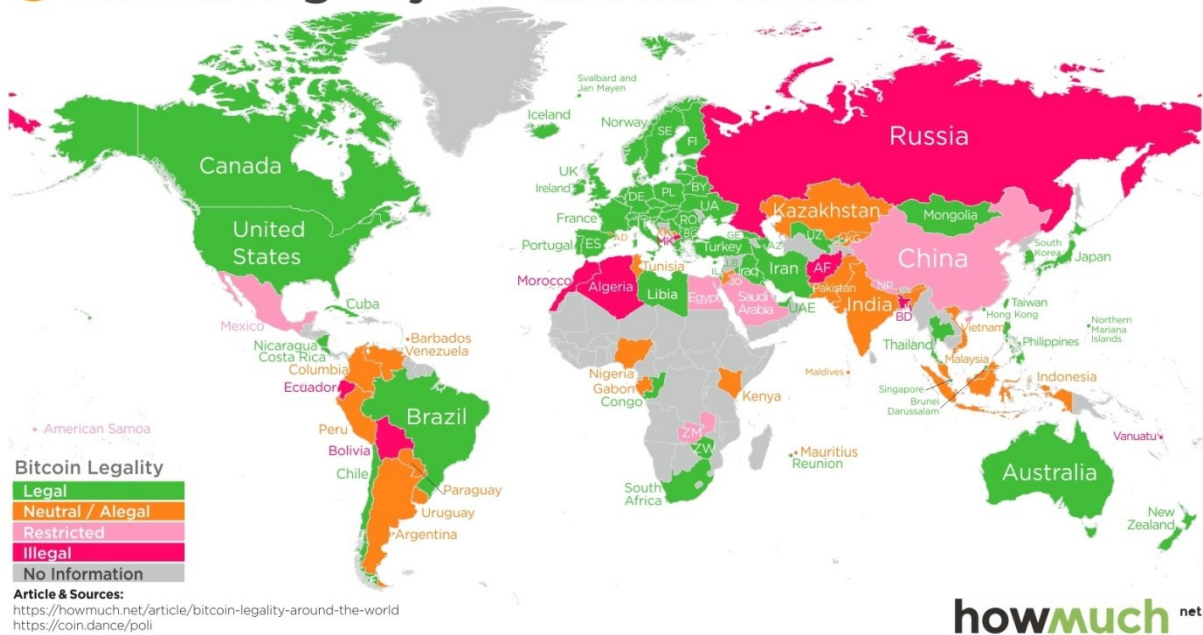 Svalbard and
Jan Mayen
Iceland
Norway
SE
FI
Russia
Canada
UK
Ireland
DE
PL
BY
UA
France
RO
BG
Kazakhstan
Mongolia
United
States
Portugal
ES
AD
MK
Turkey
GE
AZ
UZ
KG
China
South
Korea
Japan
Morocco
Algeria
Tunisia
Libia
LB
IL
JO
Iraq
Iran
AF
Pakistan
NP
Egypt
Saudi
Arabia
UAE
India
BD
Taiwan
Hong Kong
Northern
Mariana
Islands
Cuba
Mexico
Barbados
Venezuela
Nicaragua
Costa Rica
Columbia
Vietnam
Thailand
Philippines
Malaysia
Maldives
Nigeria
Gabon
Congo
Kenya
Singapore
Brunei
Darussalam
Indonesia
Ecuador
Brazil
Peru
American Samoa
Bolivia
ZM
ZW
Mauritius
Reunion
Vanuatu
Australia
Chile
Paraguay
Uruguay
Argentina
South
Africa
New
Zealand
Bitcoin Legality
Legal
Neutral / Alegal
Restricted
Illegal
No Information
Article & Sources:
https://howmuch.net/article/bitcoin-legality-around-the-world
https://coin.dance/poli
howmuch net